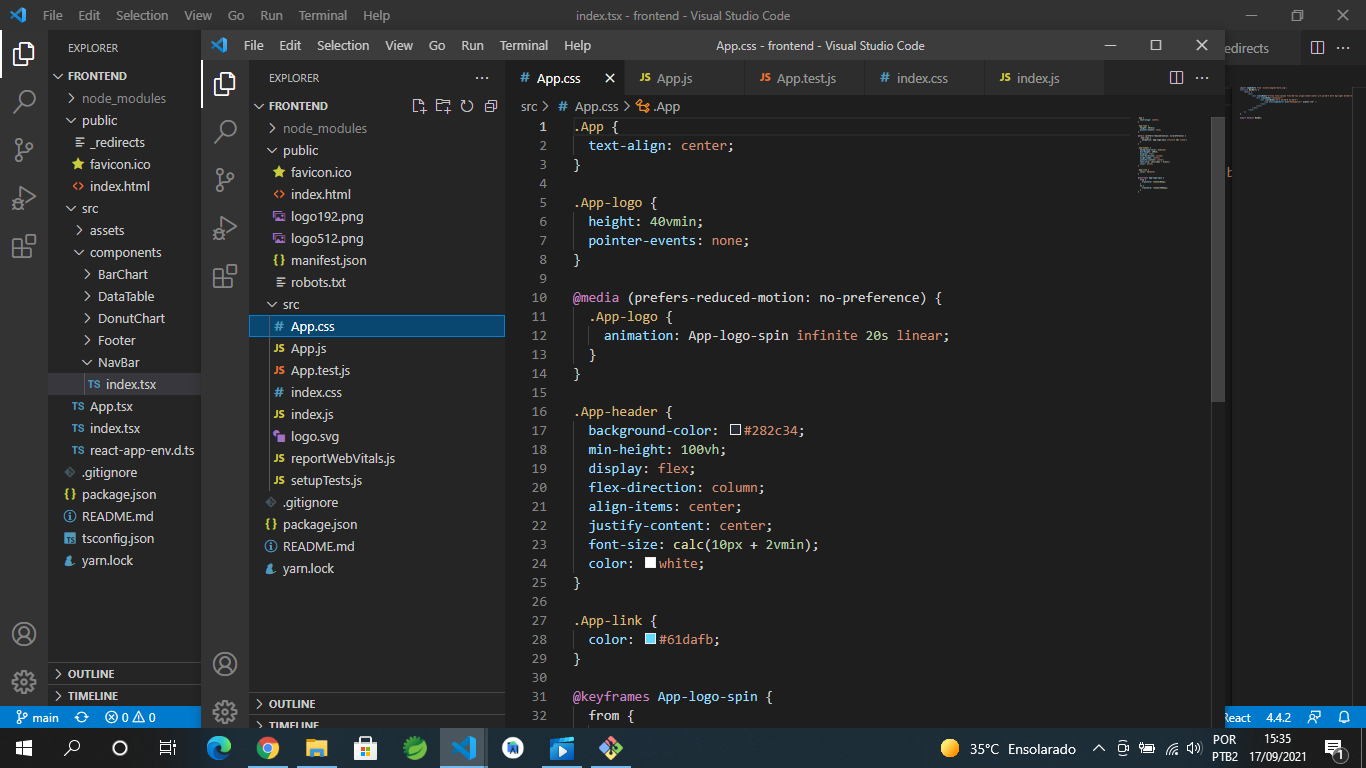 File Edit Selection View Go Run Terminal Help index.tsx - frontend - Visual Studio Code
EXPLORER
FRONTEND
node_modules
public
_redirects
favicon.ico
index.html
src
assets
components
BarChart
DataTable
DonutChart
Footer
NavBar
TS index.tsx
TS App.tsx
TS index.tsx
TS react-app-env.d.ts
.gitignore
{} package.json
README.md
tsconfig.json
yarn.lock
OUTLINE
TIMELINE
main 0 0
File Edit Selection View Go Run Terminal Help App.css - frontend - Visual Studio Code
EXPLORER
FRONTEND
node_modules
public
favicon.ico
index.html
logo192.png
logo512.png
{} manifest.json
robots.txt
src
# App.css
JS App.js
JS App.test.js
# index.css
JS index.js
logo.svg
JS reportWebVitals.js
JS setupTests.js
.gitignore
{} package.json
README.md
yarn.lock
OUTLINE
TIMELINE
# App.css JS App.js JS App.test.js # index.css JS index.js
src > # App.css > .App
1 .App {
2 text-align: center;
3 }
4
5 .App-logo {
6 height: 40vmin;
7 pointer-events: none;
8 }
9
10 @media (prefers-reduced-motion: no-preference) {
11 .App-logo {
12 animation: App-logo-spin infinite 20s linear;
13 }
14 }
15
16 .App-header {
17 background-color: #282c34;
18 min-height: 100vh;
19 display: flex;
20 flex-direction: column;
21 align-items: center;
22 justify-content: center;
23 font-size: calc(10px + 2vmin);
24 color: white;
25 }
26
27 .App-link {
28 color: #61dafb;
29 }
30
31 @keyframes App-logo-spin {
32 from {
edirects
b
React 4.4.2
35°C Ensolarado
POR
PTB2
15:35
17/09/2021
1